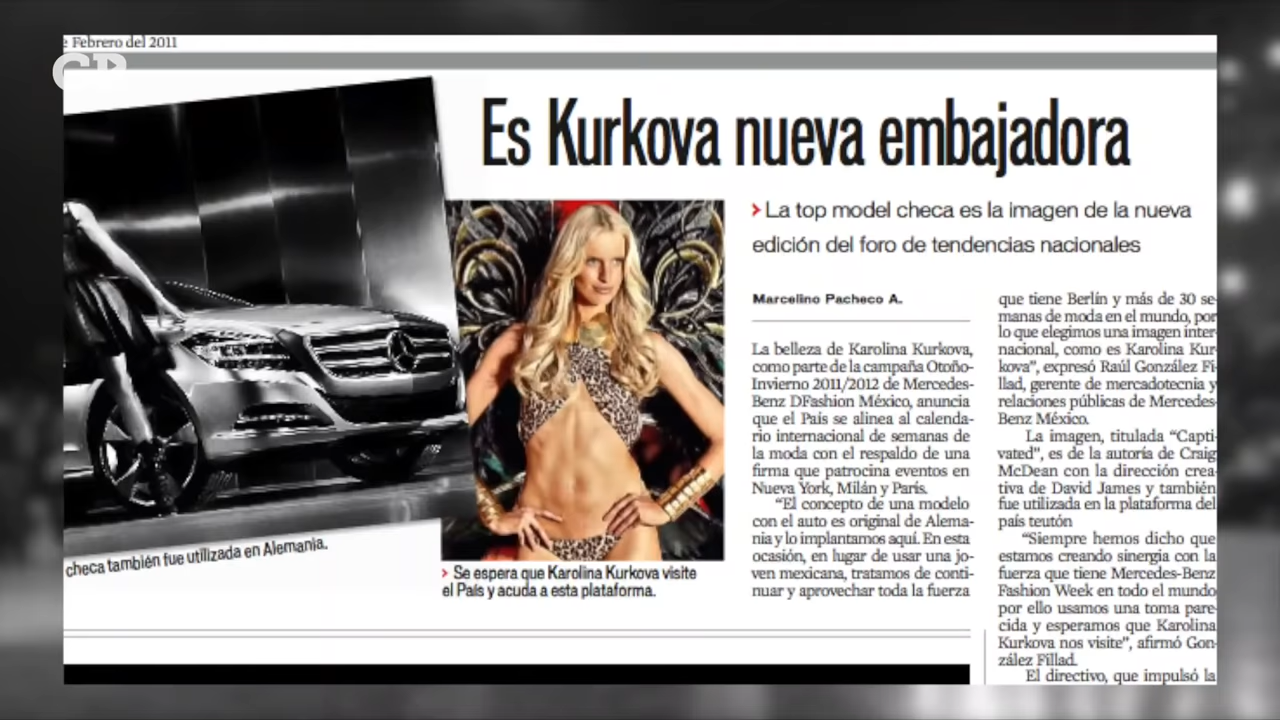 e Febrero del 2011
Es Kurkova nueva embajadora
La top model checa es la imagen de la nueva
edición del foro de tendencias nacionales
Marcelino Pacheco A.
La belleza de Karolina Kurkova,
como parte de la campaña Otoño-
Invierno 2011/2012 de Mercedes-
Benz DFashion México, anuncia
que el País se alinea al calenda-
rio internacional de semanas de
la moda con el respaldo de una
firma que patrocina eventos en
Nueva York, Milán y París.
“El concepto de una modelo
con el auto es original de Alema-
nia y lo implantamos aquí. En esta
ocasión, en lugar de usar una jo-
ven mexicana, tratamos de conti-
nuar y aprovechar toda la fuerza
que tiene Berlín y más de 30 se-
manas de moda en el mundo, por
lo que elegimos una imagen inter-
nacional, como es Karolina Kur-
kova”, expresó Raúl González Fi-
llad, gerente de mercadotecnia y
relaciones públicas de Mercedes-
Benz México.
La imagen, titulada “Capti-
vated”, es de la autoría de Craig
McDean con la dirección crea-
tiva de David James y también
fue utilizada en la plataforma del
país teutón
“Siempre hemos dicho que
estamos creando sinergia con la
fuerza que tiene Mercedes-Benz
Fashion Week en todo el mundo
por ello usamos una toma pare-
cida y esperamos que Karolina
Kurkova nos visite”, afirmó Gon-
zález Fillad.
El directivo, que impulsó la
checa también fue utilizada en Alemania.
Se espera que Karolina Kurkova visite
el País y acuda a esta plataforma.